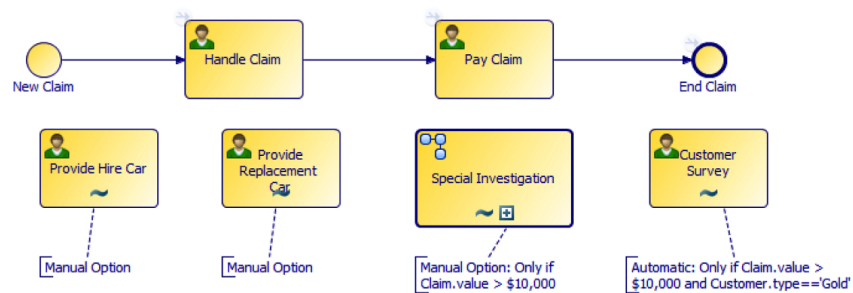 Handle Claim
Pay Claim
New Claim
End Claim
Provide Hire Car
Provide
Replacement
Car
Special Investigation
Customer
Survey
Manual Option
Manual Option
Manual Option: Only if
Claim.value > $10,000
Automatic: Only if Claim.value >
$10,000 and Customer.type=='Gold'